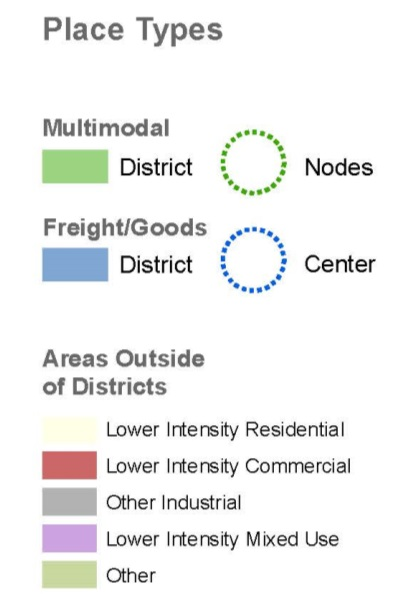 Place Types
Multimodal
District
Nodes
Freight/Goods
District
Center
Areas Outside
of Districts
Lower Intensity Residential
Lower Intensity Commercial
Other Industrial
Lower Intensity Mixed Use
Other